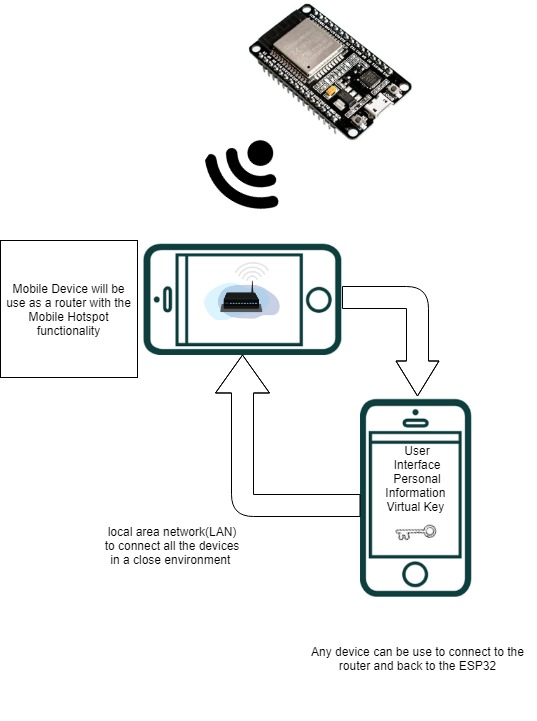 Mobile Device will be
use as a router with the
Mobile Hotspot
functionality
User
Interface
Personal
Information
Virtual Key
local area network(LAN)
to connect all the devices
in a close environment
Any device can be use to connect to the
router and back to the ESP32